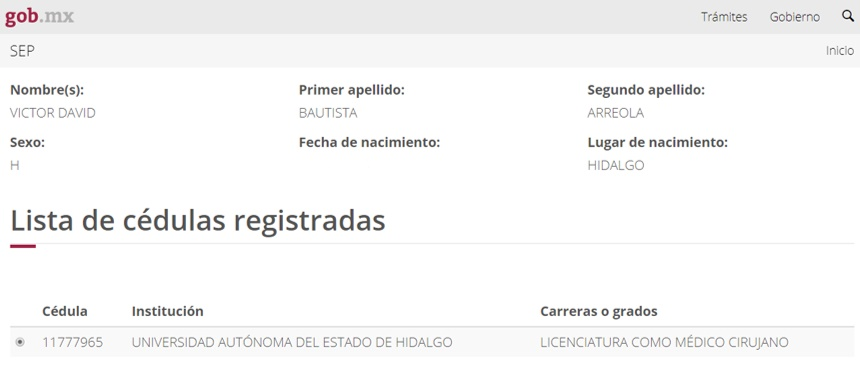 gob.mx Trámites Gobierno
SEP Inicio
Nombre(s): Primer apellido: Segundo apellido:
VICTOR DAVID BAUTISTA ARREOLA
Sexo: Fecha de nacimiento: Lugar de nacimiento:
H HIDALGO
Lista de cédulas registradas
Cédula Institución Carreras o grados
11777965 UNIVERSIDAD AUTÓNOMA DEL ESTADO DE HIDALGO LICENCIATURA COMO MÉDICO CIRUJANO